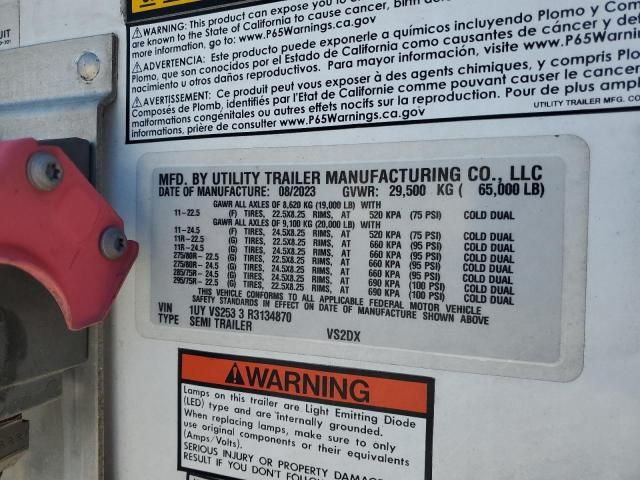 UIT
WARNING: This product can expose you to
are known to the State of California to cause cancer, birth
more information, go to: www.P65Warnings.ca.gov
ADVERTENCIA: Este producto puede exponerle a químicos incluyendo Plomo y Com
Plomo, que son conocidos por el Estado de California como causantes de cáncer y de
nacimiento u otros daños reproductivos. Para mayor información, visite www.P65Warnin
AVERTISSEMENT: Ce produit peut vous exposer à des agents chimiques, y compris Plo
Composés de Plomb, identifiés par l'Etat de Californie comme pouvant causer le cancer
malformations congénitales ou autres effets nocifs sur la reproduction. Pour de plus ampl
prière de consulter www.P65Warnings.ca.gov
UTILITY TRAILER MFG. CO
MFD. BY UTILITY TRAILER MANUFACTURING CO., LLC
DATE OF MANUFACTURE: 08/2023 GVWR: 29,500 KG ( 65,000 LB)
GAWR ALL AXLES OF 8,620 KG (19,000 LB) WITH
11-22.5 (F) TIRES, 22.5X8.25 RIMS, AT 520 KPA (75 PSI) COLD DUAL
GAWR ALL AXLES OF 9,100 KG (20,000 LB) WITH
11-24.5 (F) TIRES, 24.5X8.25 RIMS, AT 520 KPA (75 PSI) COLD DUAL
11R-22.5 (G) TIRES, 22.5X8.25 RIMS, AT 660 KPA (95 PSI) COLD DUAL
11R-24.5 (G) TIRES, 24.5X8.25 RIMS, AT 660 KPA (95 PSI) COLD DUAL
275/80R-22.5 (G) TIRES, 22.5X8.25 RIMS, AT 660 KPA (95 PSI) COLD DUAL
275/80R-24.5 (G) TIRES, 24.5X8.25 RIMS, AT 660 KPA (95 PSI) COLD DUAL
285/75R-24.5 (G) TIRES, 24.5X8.25 RIMS, AT 690 KPA (100 PSI) COLD DUAL
295/75R-22.5 (G) TIRES, 22.5X8.25 RIMS, AT 690 KPA (100 PSI) COLD DUAL
THIS VEHICLE CONFORMS TO ALL APPLICABLE FEDERAL MOTOR VEHICLE
SAFETY STANDARDS IN EFFECT ON DATE OF MANUFACTURE SHOWN ABOVE
VIN 1UY VS253 3 R3134870
TYPE SEMI TRAILER VS2DX
WARNING
Lamps on this trailer are Light Emitting Diode
(LED) type and are internally grounded.
When replacing lamps, make sure to only
use original components or their equivalents
(Amps/Volts).
SERIOUS INJURY OR PROPERTY DAMAG
RESULT IF YOU DON'T FOLLOW